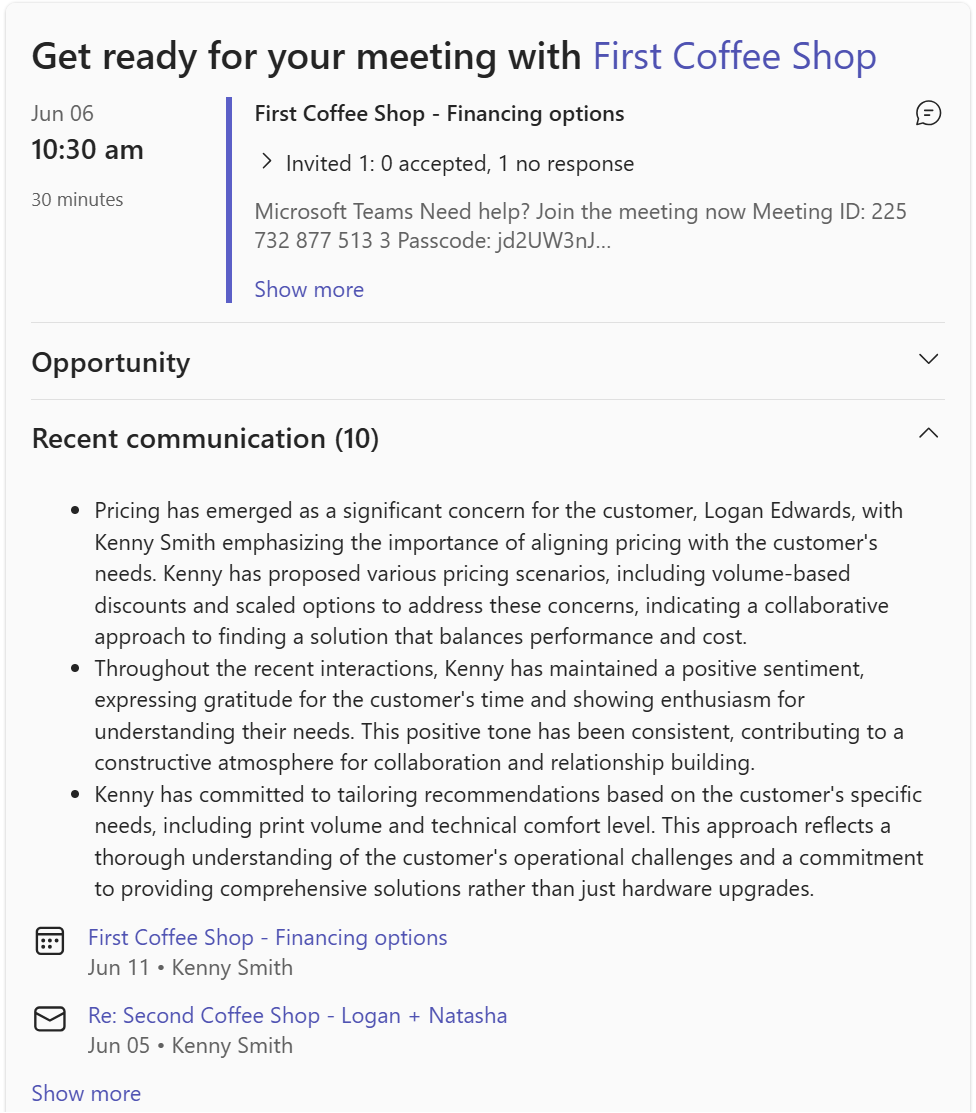 Get ready for your meeting with First Coffee Shop
Jun 06
10:30 am
30 minutes
First Coffee Shop - Financing options
Invited 1: 0 accepted, 1 no response
Microsoft Teams Need help? Join the meeting now Meeting ID: 225
732 877 513 3 Passcode: jd2UW3nJ...
Show more
Opportunity
Recent communication (10)
• Pricing has emerged as a significant concern for the customer, Logan Edwards, with
Kenny Smith emphasizing the importance of aligning pricing with the customer's
needs. Kenny has proposed various pricing scenarios, including volume-based
discounts and scaled options to address these concerns, indicating a collaborative
approach to finding a solution that balances performance and cost.
• Throughout the recent interactions, Kenny has maintained a positive sentiment,
expressing gratitude for the customer's time and showing enthusiasm for
understanding their needs. This positive tone has been consistent, contributing to a
constructive atmosphere for collaboration and relationship building.
• Kenny has committed to tailoring recommendations based on the customer's specific
needs, including print volume and technical comfort level. This approach reflects a
thorough understanding of the customer's operational challenges and a commitment
to providing comprehensive solutions rather than just hardware upgrades.
First Coffee Shop - Financing options
Jun 11 • Kenny Smith
Re: Second Coffee Shop - Logan + Natasha
Jun 05 • Kenny Smith
Show more